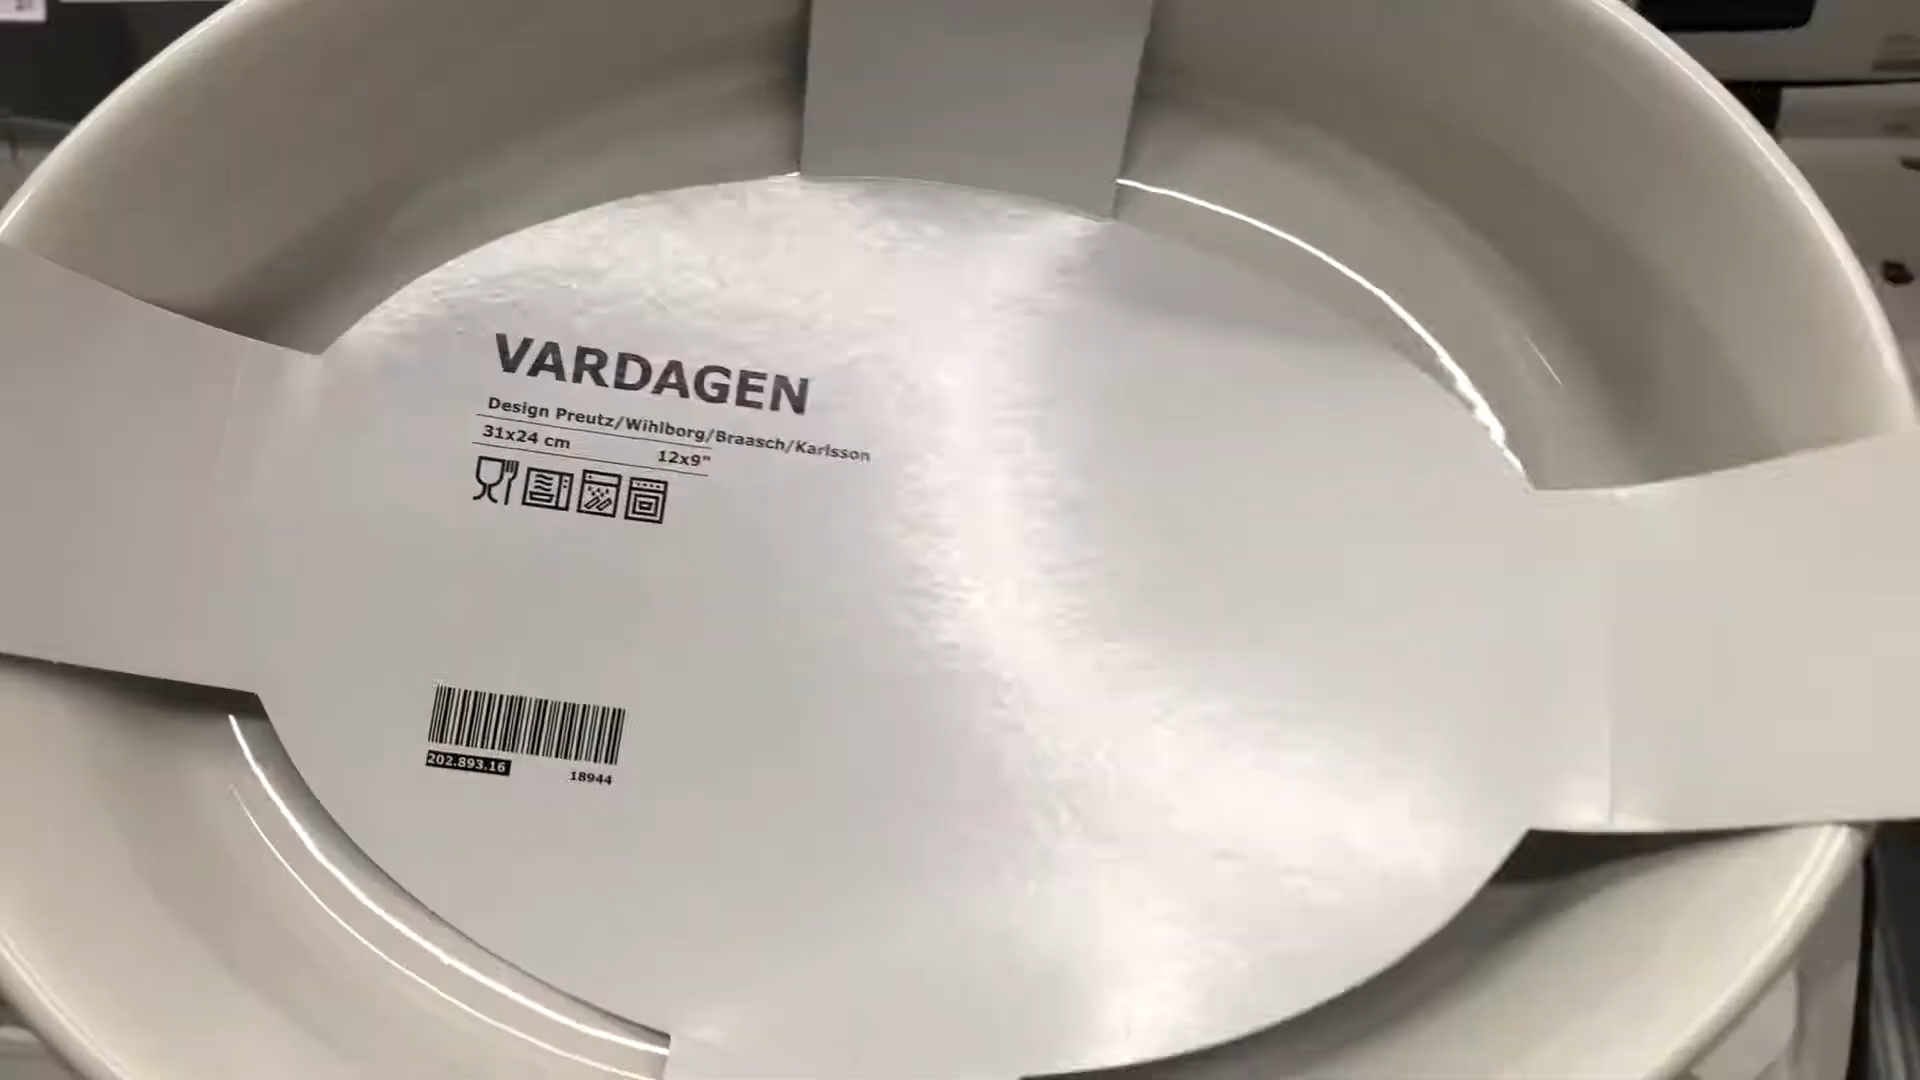 VARDAGEN
Design Preutz/Wihlborg/Braasch/Karlsson
31x24 cm 12x9"
202.893.16 18944